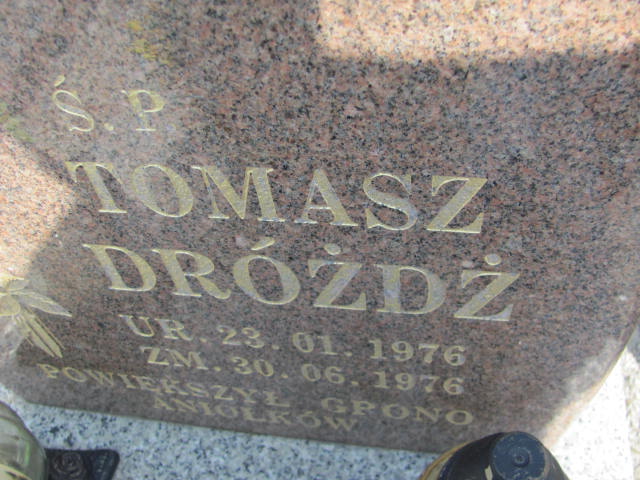 Ś. P
TOMASZ
DRÓŻDŻ
UR. 23. 01. 1976
ZM. 30. 06. 1976
POWIĘKSZYŁ GRONO
ANIOŁKÓW